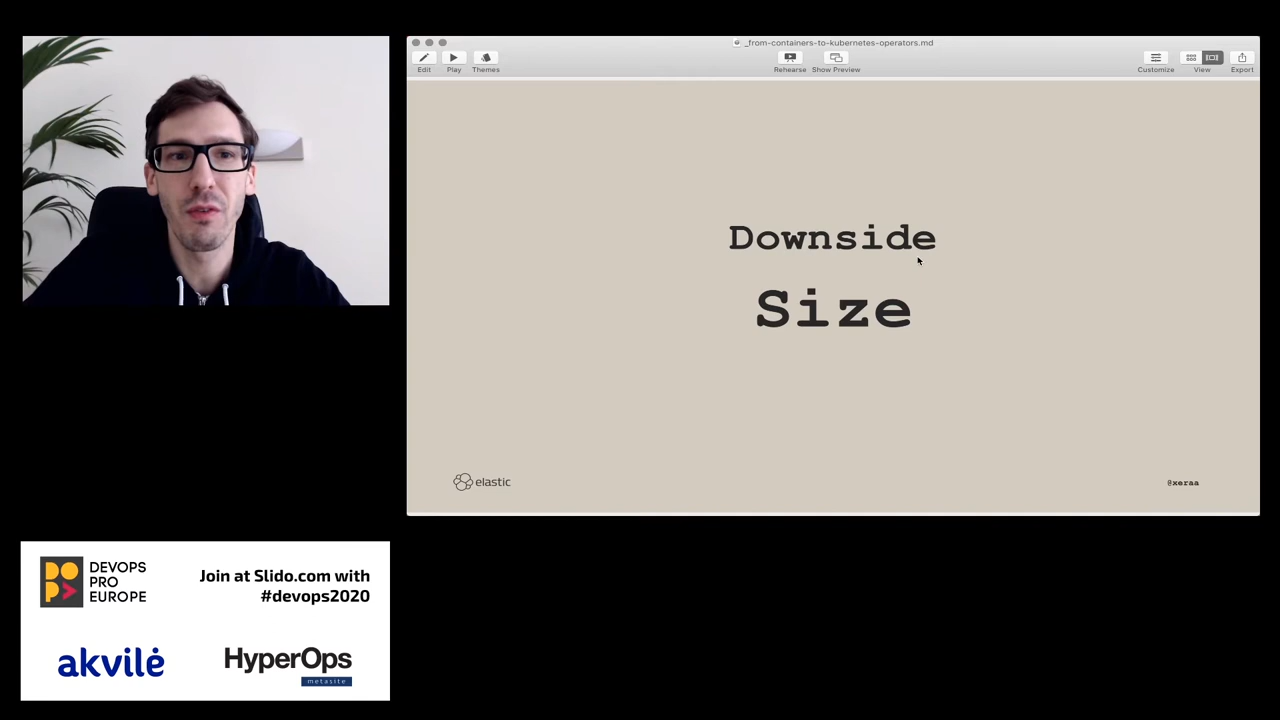 _from-containers-to-kubernetes-operators.md
Edit
Play
Themes
Rehearse
Show Preview
Customize
View
Export
Downside
Size
elastic
@xeraa
DEVOPS
PRO
EUROPE
Join at Slido.com with
#devops2020
akvilė
HyperOps
metasite